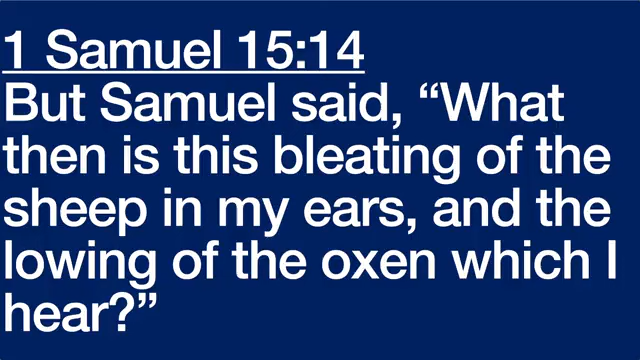 1 Samuel 15:14
But Samuel said, “What
then is this bleating of the
sheep in my ears, and the
lowing of the oxen which I
hear?”